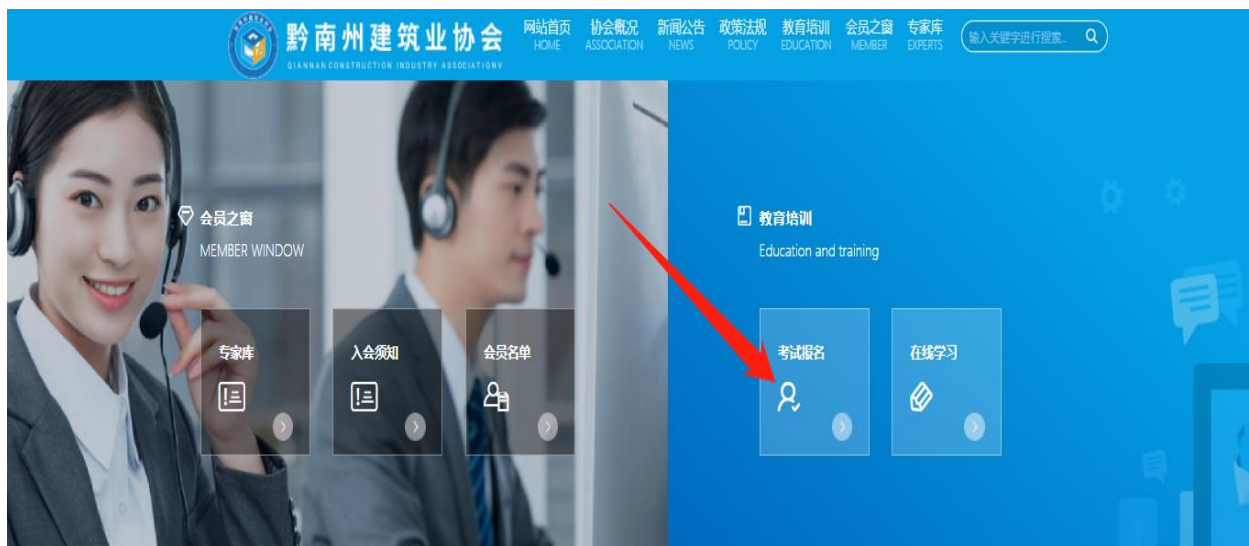 黔南州建筑业协会
QIANNAN CONSTRUCTION INDUSTRY ASSOCIATIONV
网站首页 协会概况 新闻公告 政策法规 教育培训 会员之窗 专家库
HOME ASSOCIATION NEWS POLICY EDUCATION MEMBER EXPERTS
输入关键字进行搜索..
会员之窗
MEMBER WINDOW
专家库 入会须知 会员名单
教育培训
Education and training
考试报名 在线学习